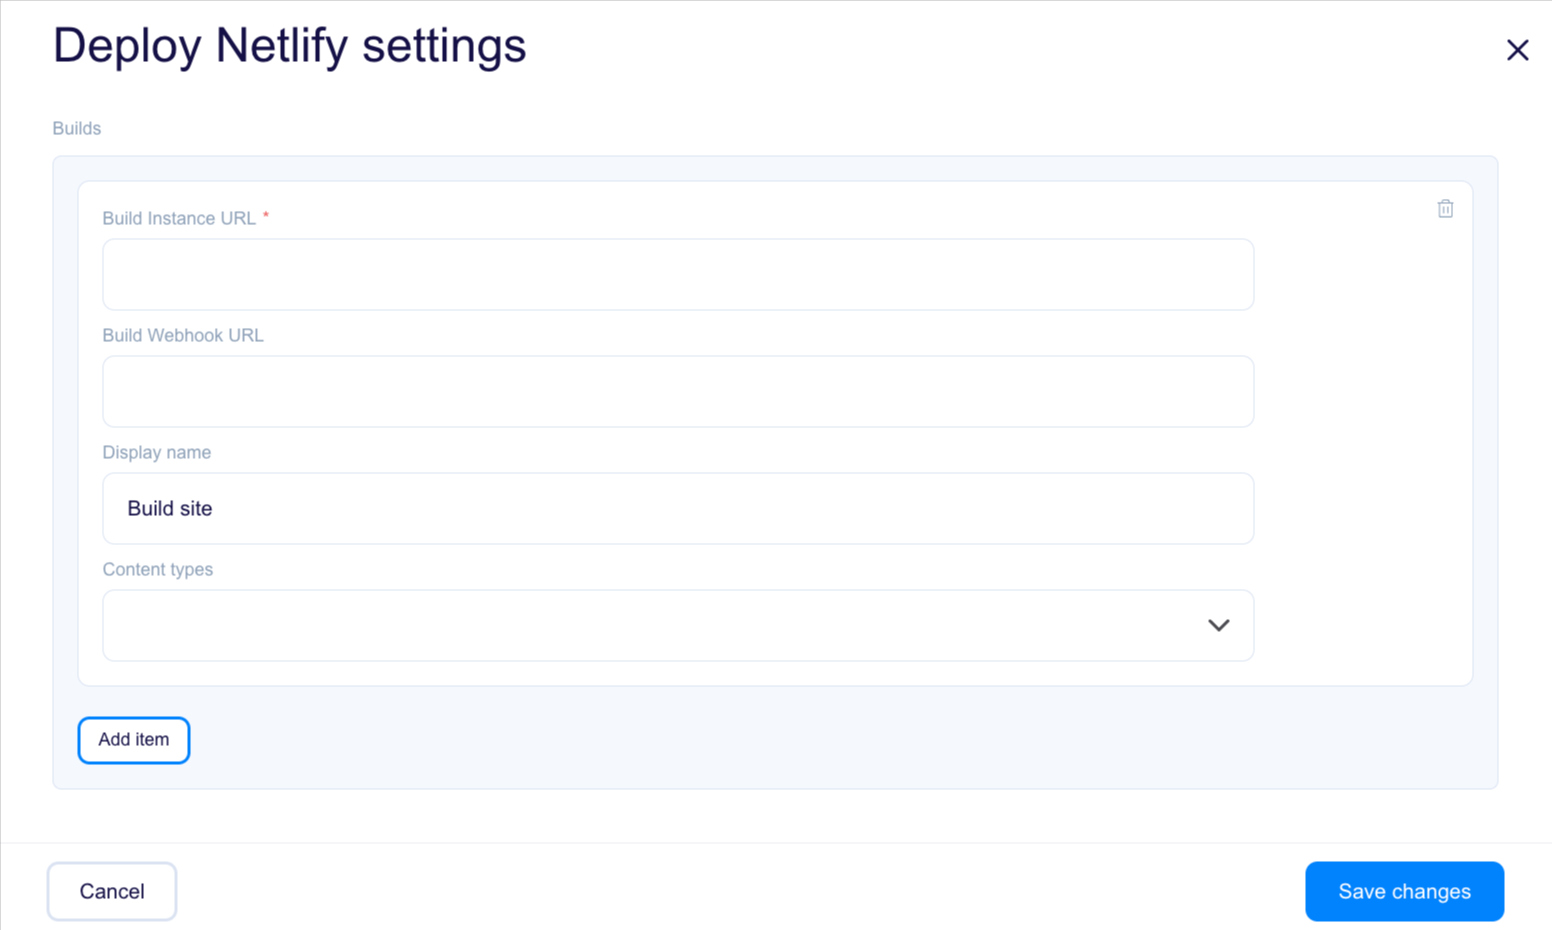 Deploy Netlify settings
Builds
Build Instance URL *
Build Webhook URL
Display name
Build site
Content types
Add item
Cancel
Save changes